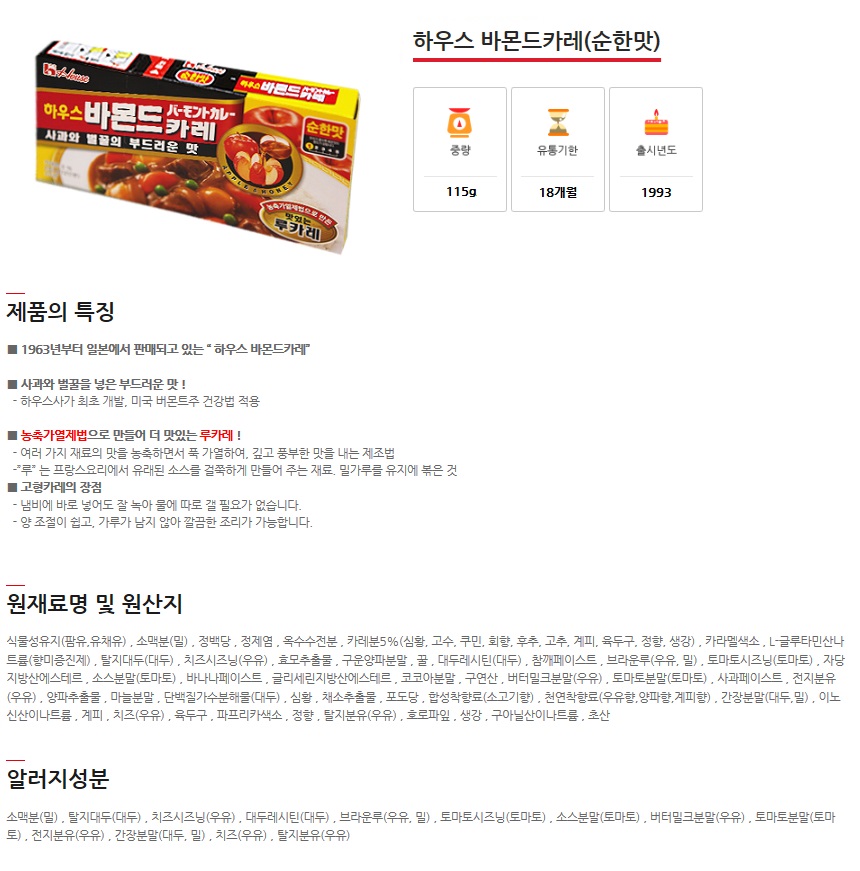 하우스 바몬드카레(순한맛)
House
순한맛
하우스 바몬드카레
하우스 바몬드 카레
バーモントカレー
사과와 벌꿀의 부드러운 맛
순한맛
APPLE & HONEY
농축가열제법으로 만든
맛있는
루카레
중량
유통기한
출시년도
115g
18개월
1993
제품의 특징
■ 1963년부터 일본에서 판매되고 있는 “ 하우스 바몬드카레”
■ 사과와 벌꿀을 넣은 부드러운 맛 !
- 하우스사가 최초 개발, 미국 버몬트주 건강법 적용
■ 농축가열제법으로 만들어 더 맛있는 루카레 !
- 여러 가지 재료의 맛을 농축하면서 푹 가열하여, 깊고 풍부한 맛을 내는 제조법
-”루” 는 프랑스요리에서 유래된 소스를 걸쭉하게 만들어 주는 재료. 밀가루를 유지에 볶은 것
■ 고형카레의 장점
- 냄비에 바로 넣어도 잘 녹아 물에 따로 갤 필요가 없습니다.
- 양 조절이 쉽고, 가루가 남지 않아 깔끔한 조리가 가능합니다.
원재료명 및 원산지
식물성유지(팜유,유채유) , 소맥분(밀) , 정백당 , 정제염 , 옥수수전분 , 카레분5%(심황, 고수, 쿠민, 회향, 후추, 고추, 계피, 육두구, 정향, 생강) , 카라멜색소 , L-글루타민산나
트륨(향미증진제) , 탈지대두(대두) , 치즈시즈닝(우유) , 효모추출물 , 구운양파분말 , 꿀 , 대두레시틴(대두) , 참깨페이스트 , 브라운루(우유, 밀) , 토마토시즈닝(토마토) , 자당
지방산에스테르 , 소스분말(토마토) , 바나나페이스트 , 글리세린지방산에스테르 , 코코아분말 , 구연산 , 버터밀크분말(우유) , 토마토분말(토마토) , 사과페이스트 , 전지분유
(우유) , 양파추출물 , 마늘분말 , 단백질가수분해물(대두) , 심황 , 채소추출물 , 포도당 , 합성착향료(소고기향) , 천연착향료(우유향,양파향,계피향) , 간장분말(대두,밀) , 이노
신산이나트륨 , 계피 , 치즈(우유) , 육두구 , 파프리카색소 , 정향 , 탈지분유(우유) , 호로파잎 , 생강 , 구아닐산이나트륨 , 초산
알러지성분
소맥분(밀) , 탈지대두(대두) , 치즈시즈닝(우유) , 대두레시틴(대두) , 브라운루(우유, 밀) , 토마토시즈닝(토마토) , 소스분말(토마토) , 버터밀크분말(우유) , 토마토분말(토마
토) , 전지분유(우유) , 간장분말(대두, 밀) , 치즈(우유) , 탈지분유(우유)